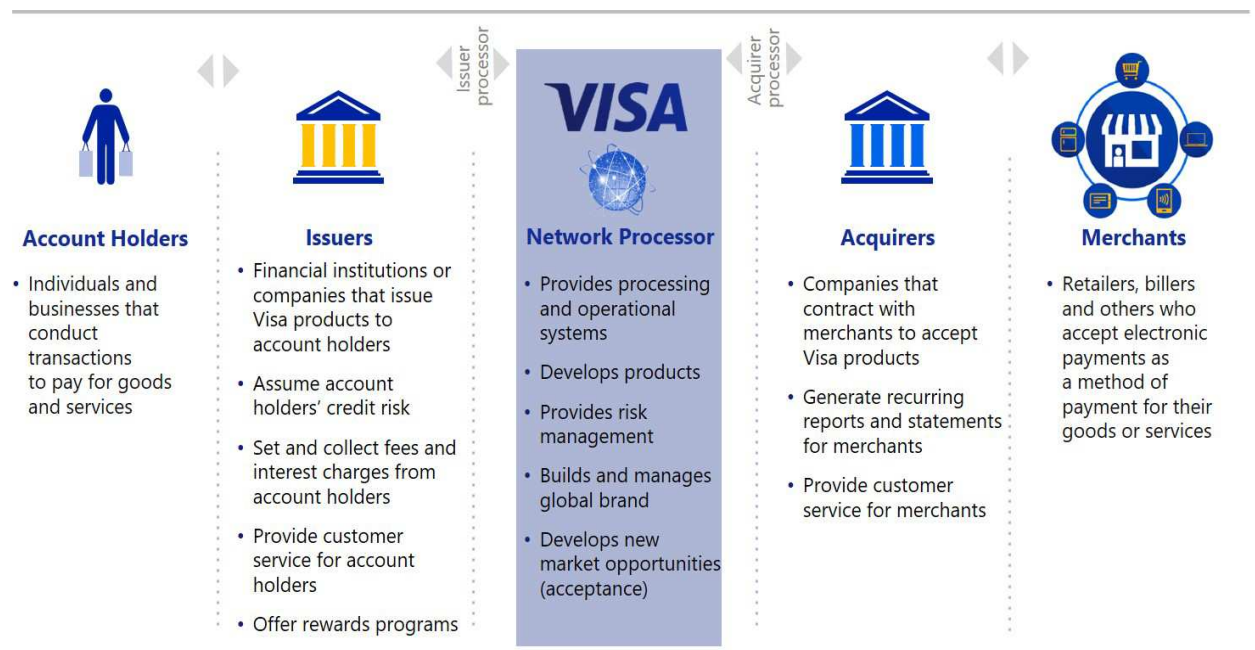 Issuer
processor
VISA
Acquirer
processor
Account Holders
• Individuals and
businesses that
conduct
transactions
to pay for goods
and services
Issuers
• Financial institutions or
companies that issue
Visa products to
account holders
• Assume account
holders’ credit risk
• Set and collect fees and
interest charges from
account holders
• Provide customer
service for account
holders
• Offer rewards programs
Network Processor
• Provides processing
and operational
systems
• Develops products
• Provides risk
management
• Builds and manages
global brand
• Develops new
market opportunities
(acceptance)
Acquirers
• Companies that
contract with
merchants to accept
Visa products
• Generate recurring
reports and statements
for merchants
• Provide customer
service for merchants
Merchants
• Retailers, billers
and others who
accept electronic
payments as
a method of
payment for their
goods or services